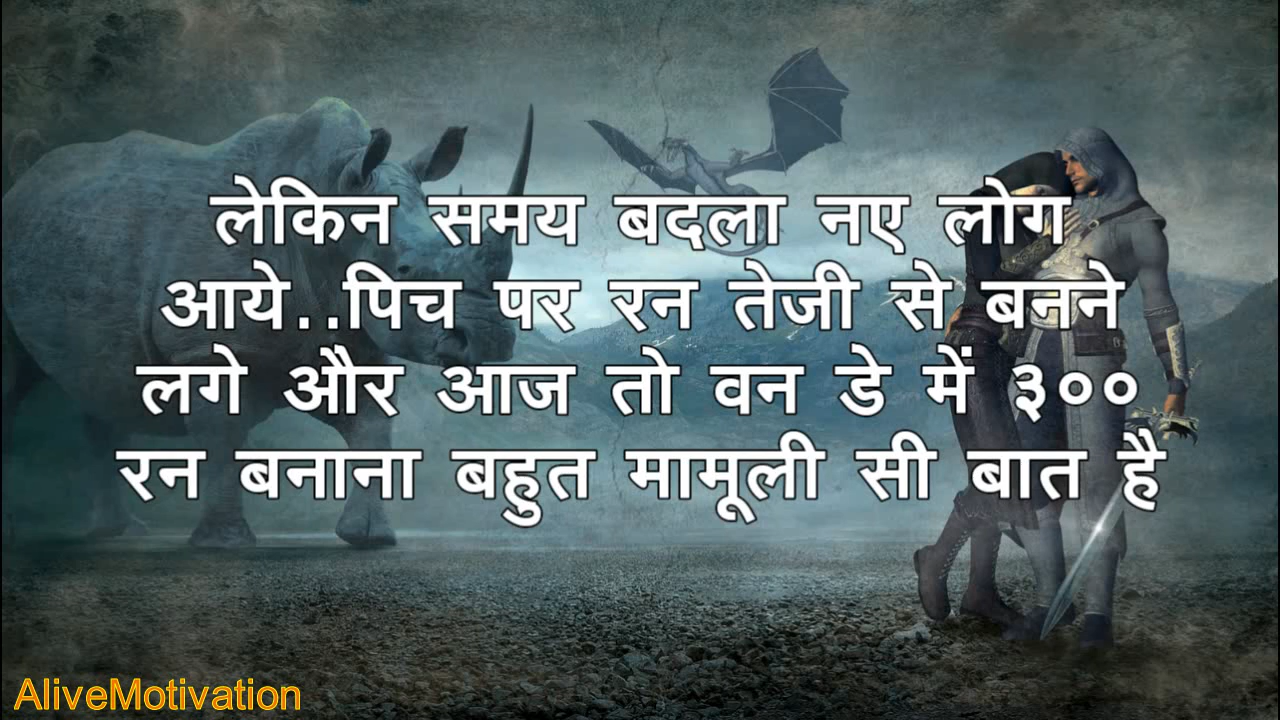 लेकिन समय बदला नए लोग
आये..पिच पर रन तेजी से बनने
लगे और आज तो वन डे में ३००
रन बनाना बहुत मामूली सी बात है
AliveMotivation